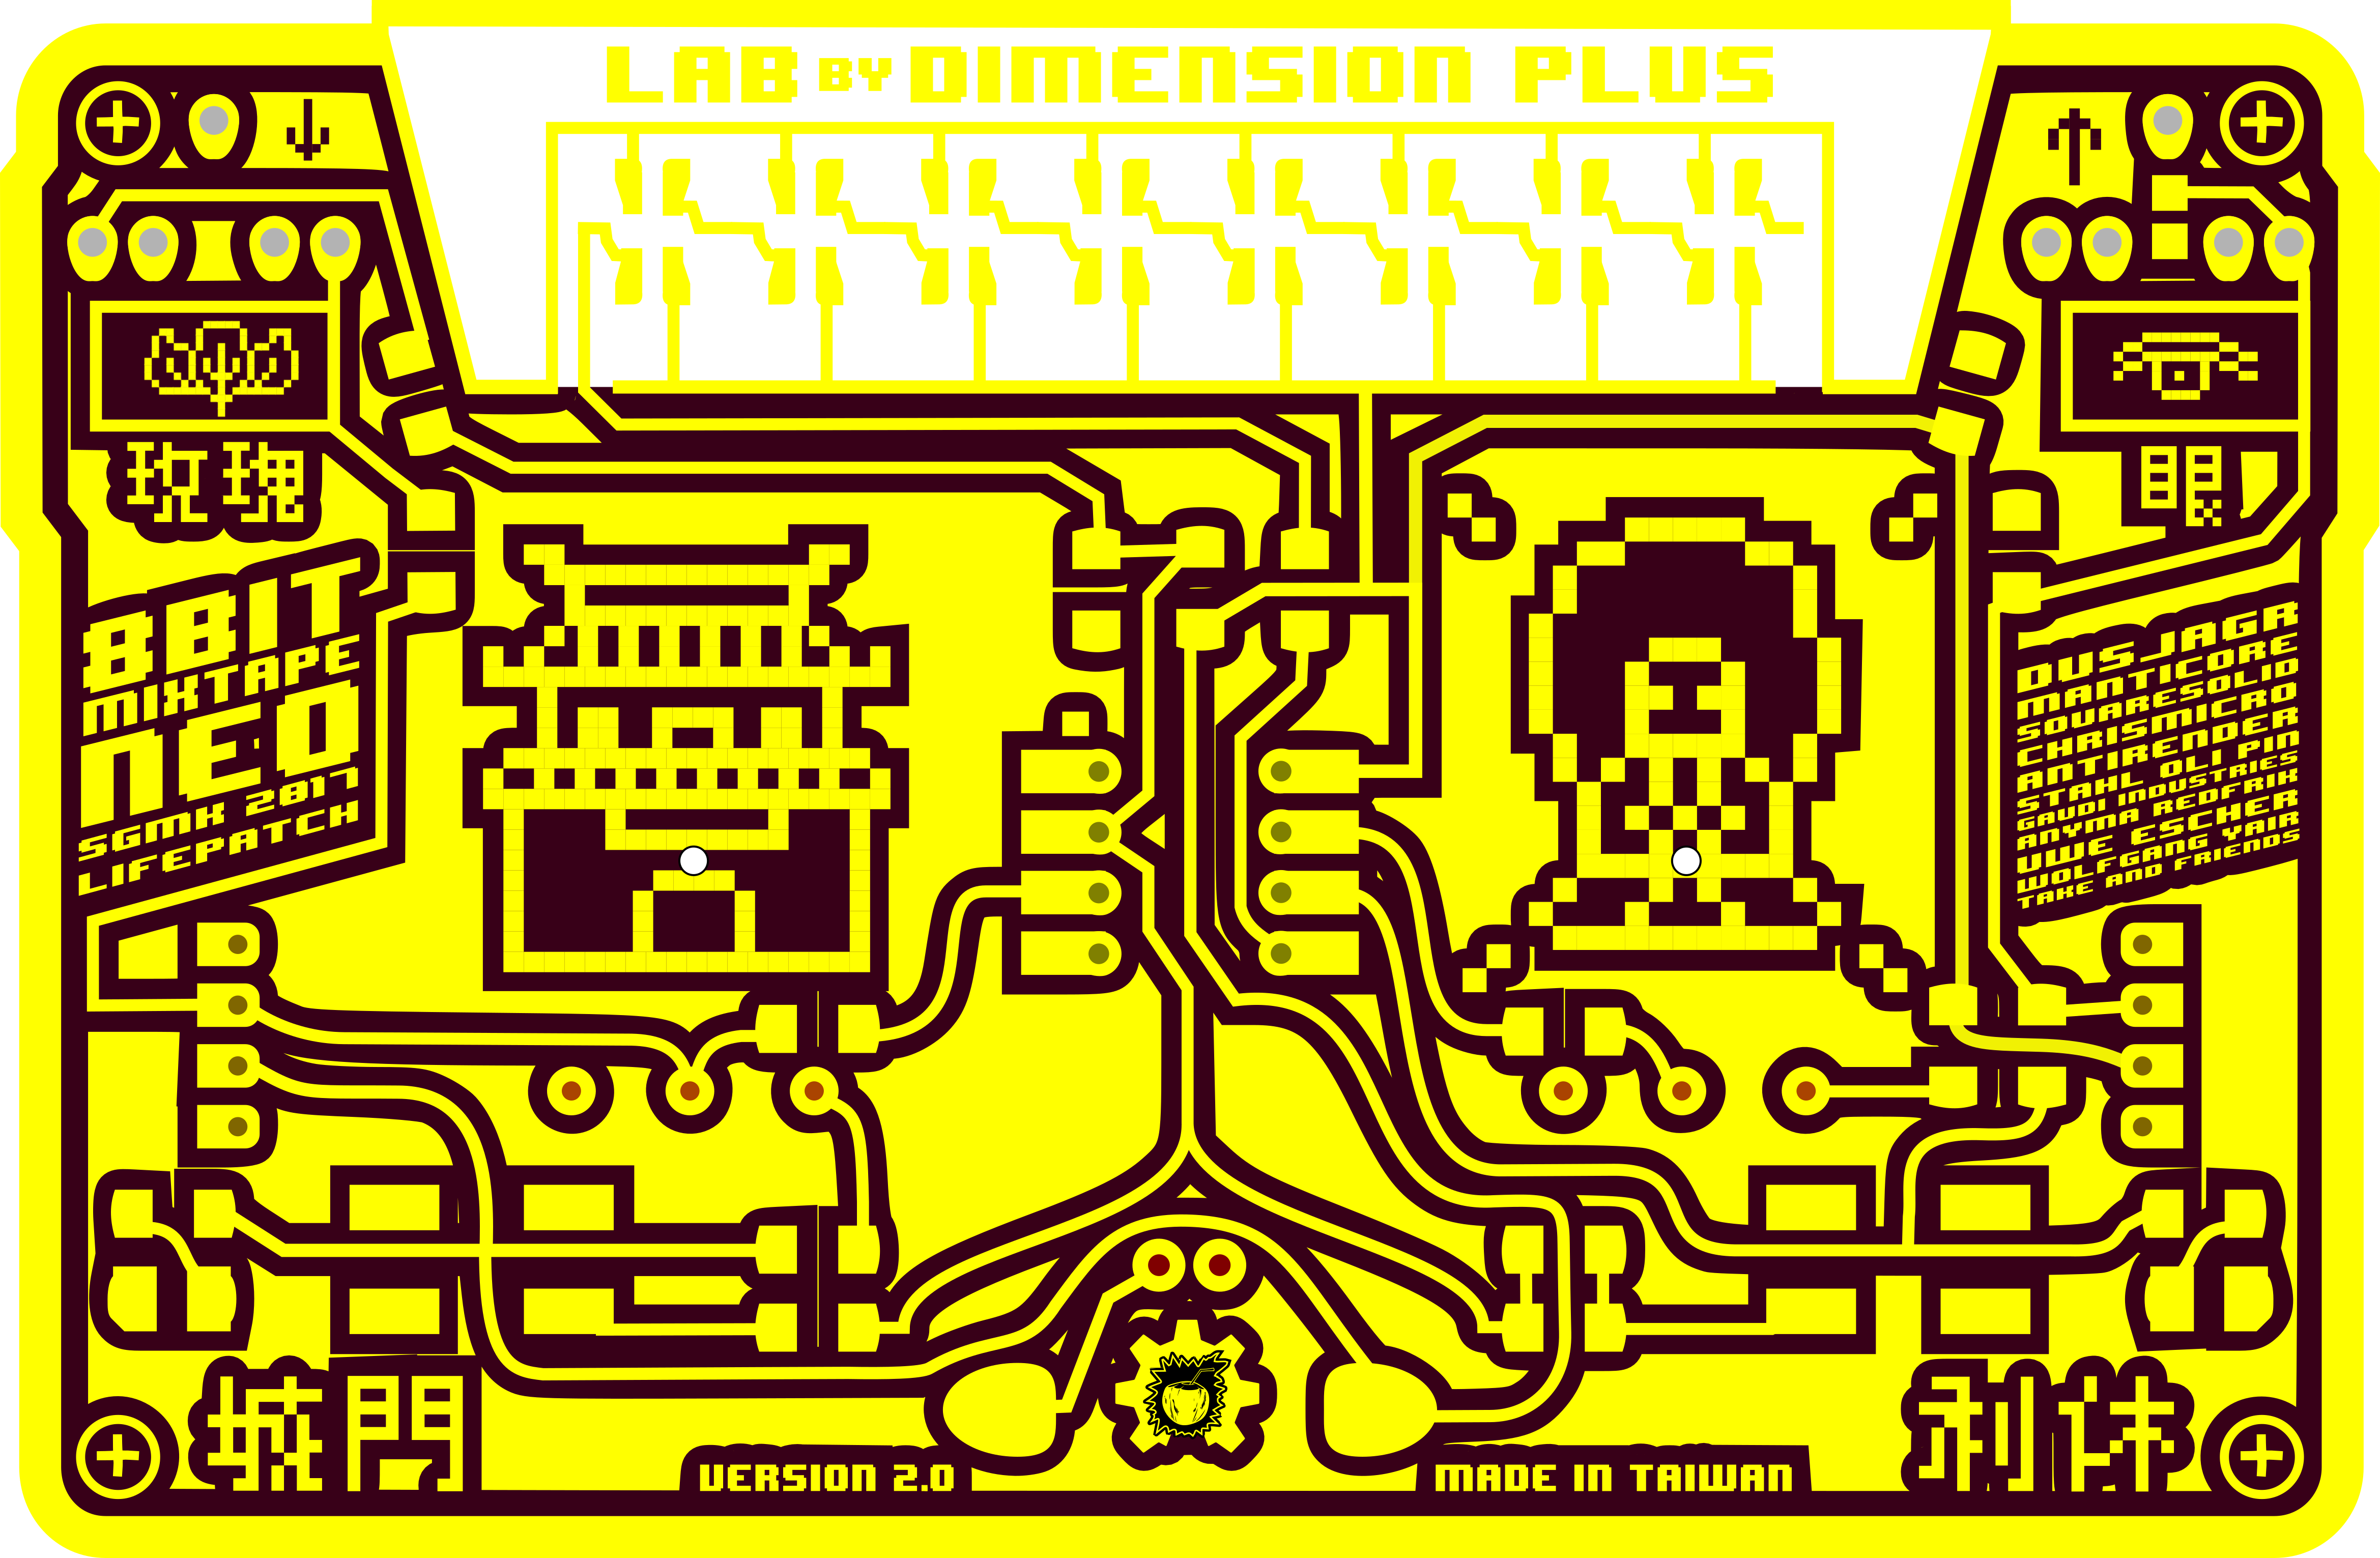 LAB BY DIMENSION PLUS
玫瑰
眼
8BIT
MIXTAPE
NEO
SGMK 2017
LIFEPATCH
DUSJAGR
MANTICORE
SQUARESOLID
CHRISMICRO
ANTIRENDER
STAHL OLI PIN
GAUDI INDUSTRIES
ANYMA REDFRIK
UWE ESCHER
WOLFGANG YAIR
TAKE AND FRIENDS
城門
利休
VERSION 2.0
MADE IN TAIWAN